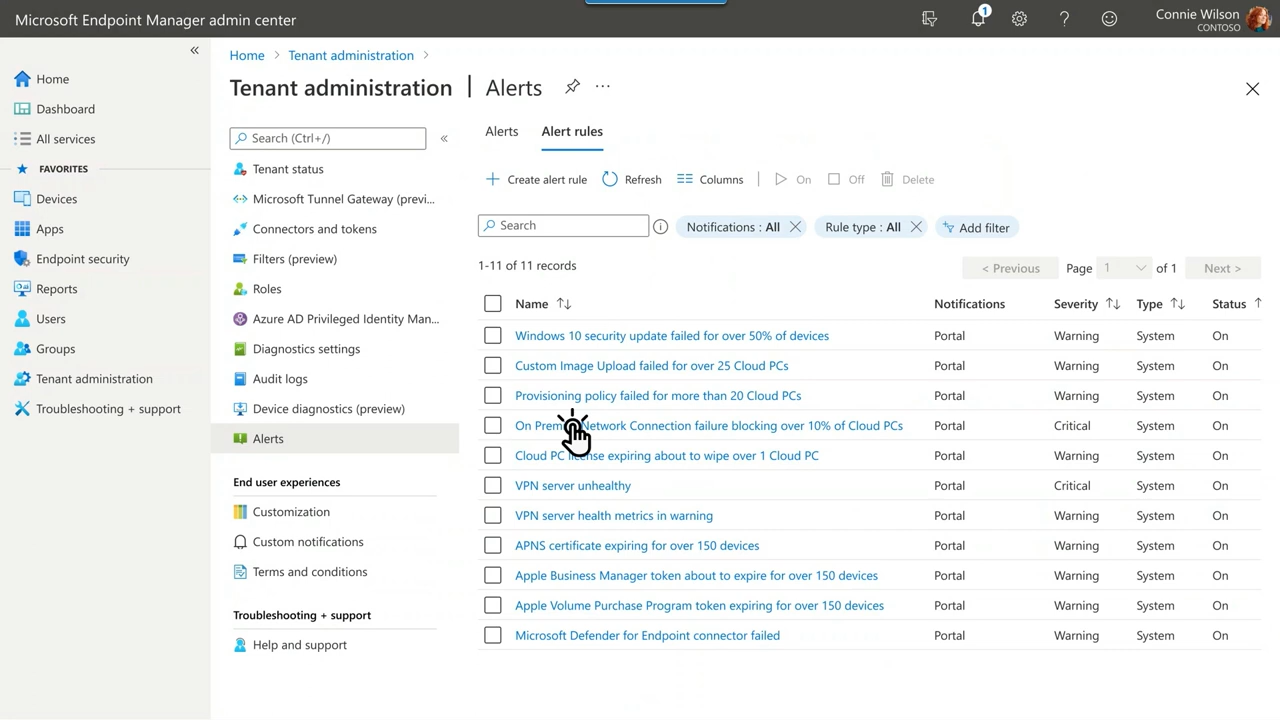 Microsoft Endpoint Manager admin center
1
Connie Wilson
CONTOSO
Home
Dashboard
All services
FAVORITES
Devices
Apps
Endpoint security
Reports
Users
Groups
Tenant administration
Troubleshooting + support
Home > Tenant administration >
Tenant administration | Alerts
Search (Ctrl+/)
Tenant status
Microsoft Tunnel Gateway (previ...
Connectors and tokens
Filters (preview)
Roles
Azure AD Privileged Identity Man...
Diagnostics settings
Audit logs
Device diagnostics (preview)
Alerts
End user experiences
Customization
Custom notifications
Terms and conditions
Troubleshooting + support
Help and support
Alerts Alert rules
Create alert rule Refresh Columns On Off Delete
Search Notifications : All Rule type : All Add filter
1-11 of 11 records < Previous Page 1 of 1 Next >
Name Notifications Severity Type Status
Windows 10 security update failed for over 50% of devices Portal Warning System On
Custom Image Upload failed for over 25 Cloud PCs Portal Warning System On
Provisioning policy failed for more than 20 Cloud PCs Portal Warning System On
On Premise Network Connection failure blocking over 10% of Cloud PCs Portal Critical System On
Cloud PC license expiring about to wipe over 1 Cloud PC Portal Warning System On
VPN server unhealthy Portal Critical System On
VPN server health metrics in warning Portal Warning System On
APNS certificate expiring for over 150 devices Portal Warning System On
Apple Business Manager token about to expire for over 150 devices Portal Warning System On
Apple Volume Purchase Program token expiring for over 150 devices Portal Warning System On
Microsoft Defender for Endpoint connector failed Portal Warning System On